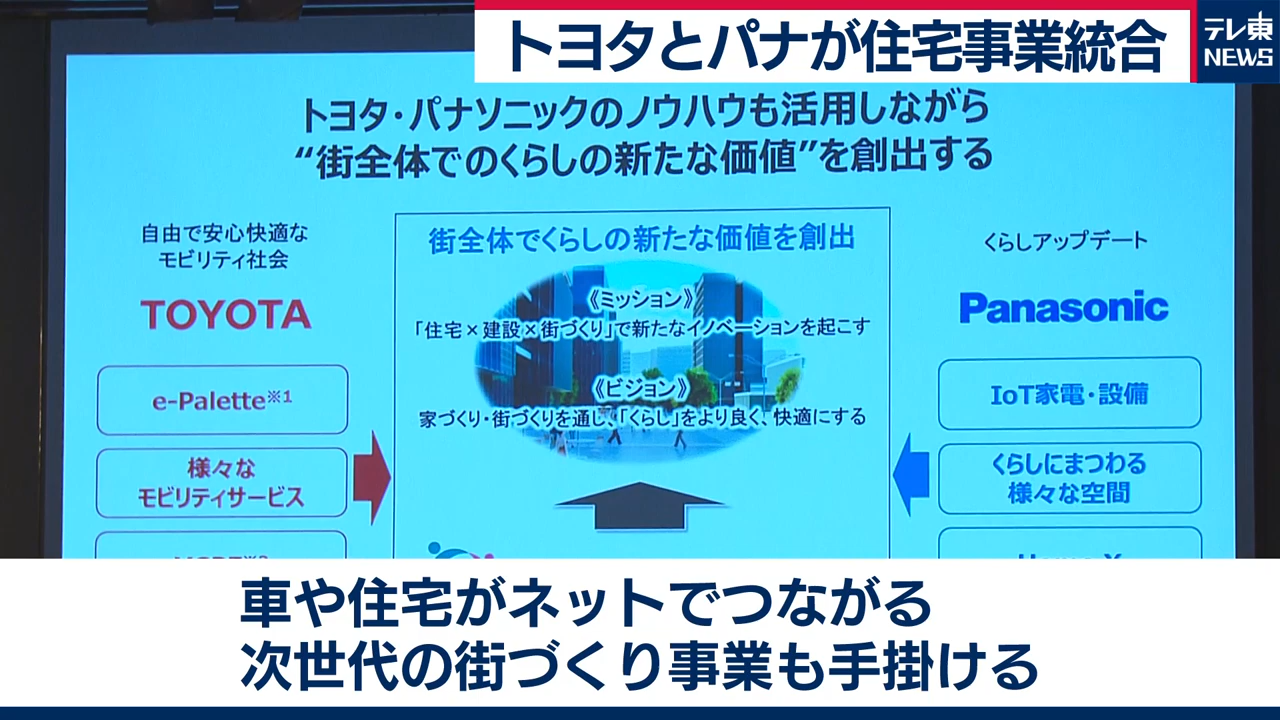 トヨタとパナが住宅事業統合
テレ東
NEWS
トヨタ・パナソニックのノウハウも活用しながら
“街全体でのくらしの新たな価値”を創出する
自由で安心快適な
モビリティ社会
TOYOTA
e-Palette※1
様々な
モビリティサービス
街全体でくらしの新たな価値を創出
《ミッション》
「住宅×建設×街づくり」で新たなイノベーションを起こす
《ビジョン》
家づくり・街づくりを通し、「くらし」をより良く、快適にする
くらしアップデート
Panasonic
IoT家電・設備
くらしにまつわる
様々な空間
車や住宅がネットでつながる
次世代の街づくり事業も手掛ける